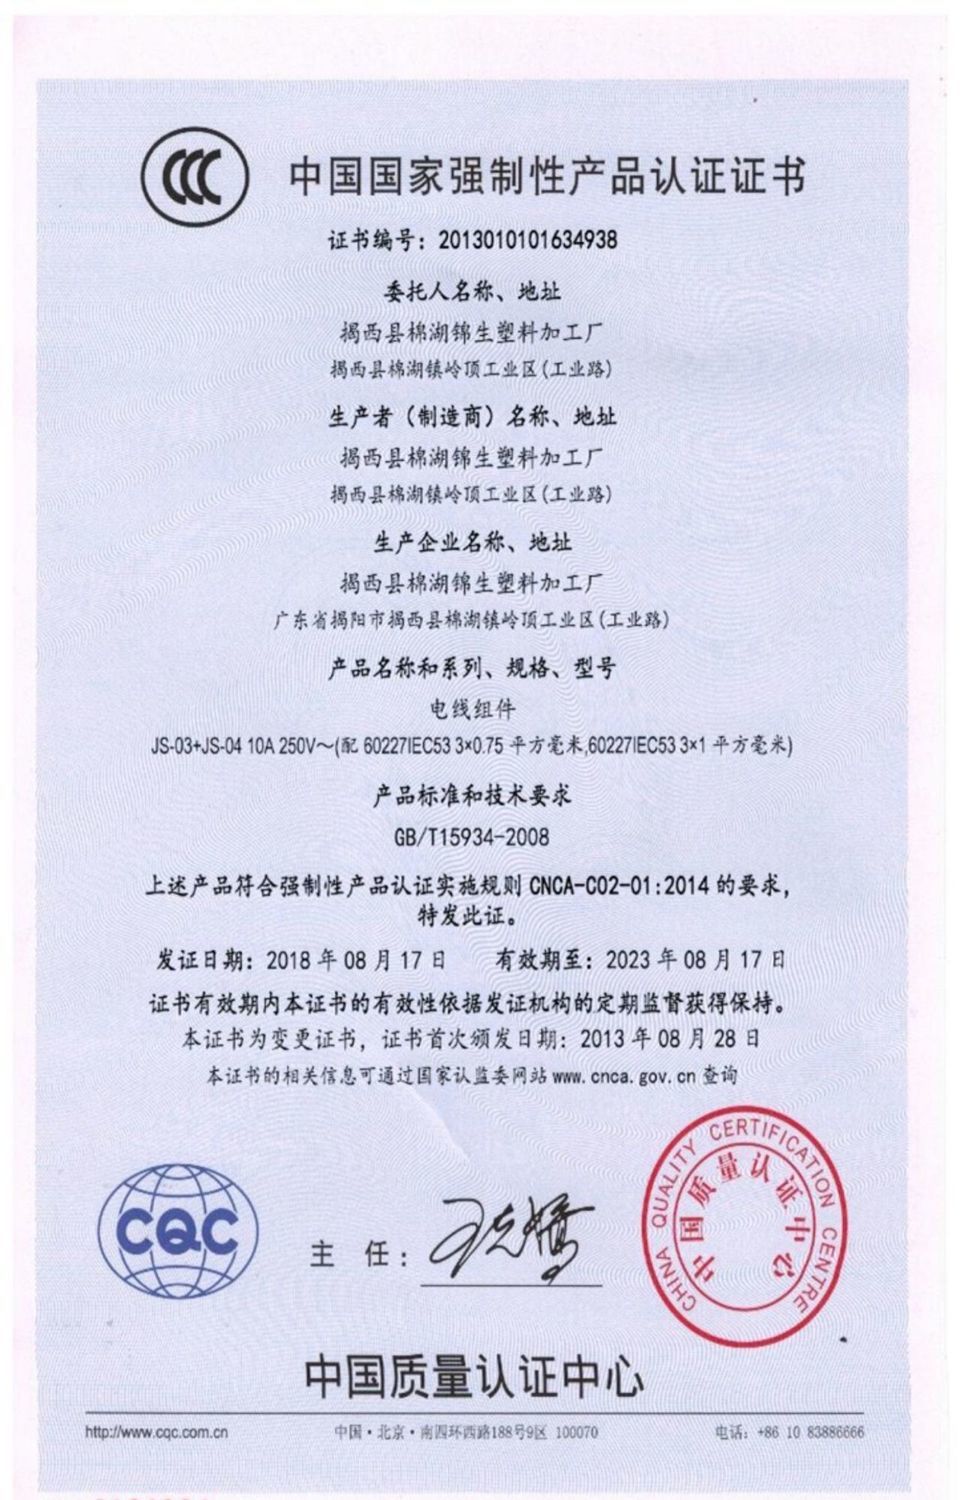 中国国家强制性产品认证证书
证书编号：2013010101634938
委托人名称、地址
揭西县棉湖锦生塑料加工厂
揭西县棉湖镇岭顶工业区(工业路)
生产者（制造商）名称、地址
揭西县棉湖锦生塑料加工厂
揭西县棉湖镇岭顶工业区(工业路)
生产企业名称、地址
揭西县棉湖锦生塑料加工厂
广东省揭阳市揭西县棉湖镇岭顶工业区(工业路)
产品名称和系列、规格、型号
电线组件
JS-03+JS-04 10A 250V～(配 60227IEC53 3×0.75 平方毫米,60227IEC53 3×1 平方毫米)
产品标准和技术要求
GB/T15934-2008
上述产品符合强制性产品认证实施规则 CNCA-C02-01:2014 的要求，
特发此证。
发证日期：2018 年 08 月 17 日 有效期至：2023 年 08 月 17 日
证书有效期内本证书的有效性依据发证机构的定期监督获得保持。
本证书为变更证书，证书首次颁发日期：2013 年 08 月 28 日
本证书的相关信息可通过国家认监委网站 www.cnca.gov.cn 查询
CQC
主 任：
CHINA QUALITY CERTIFICATION CENTRE
中国质量认证中心
中国质量认证中心
http://www.cqc.com.cn 中国·北京·南四环西路188号9区 100070 电话：+86 10 83886666